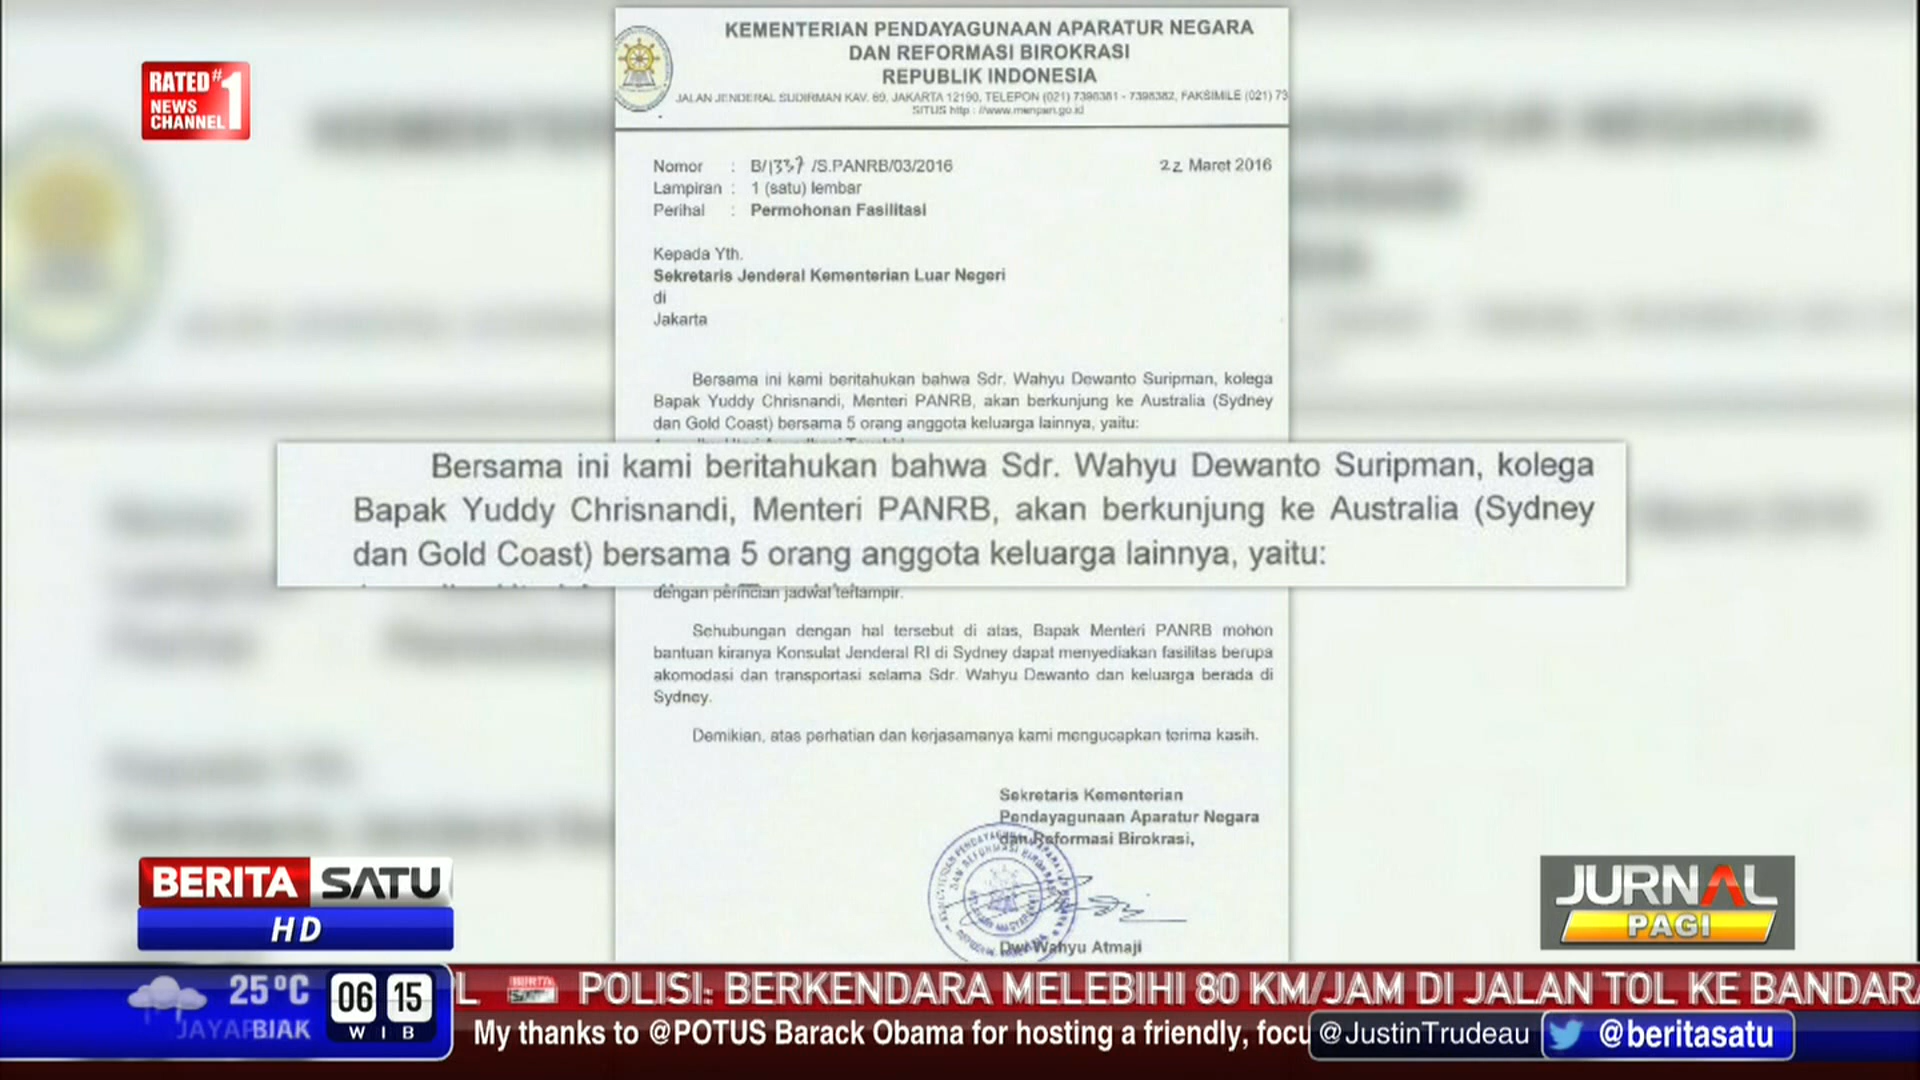 KEMENTERIAN PENDAYAGUNAAN APARATUR NEGARA
DAN REFORMASI BIROKRASI
REPUBLIK INDONESIA
JALAN JENDERAL SUDIRMAN KAV. 69, JAKARTA 12190, TELEPON (021) 7398381 - 7398382, FAKSIMILE (021) 73
SITUS http : //www.menpan.go.id
RATED #1
NEWS
CHANNEL
Nomor : B/1337/S.PANRB/03/2016 22 Maret 2016
Lampiran : 1 (satu) lembar
Perihal : Permohonan Fasilitasi
Kepada Yth.
Sekretaris Jenderal Kementerian Luar Negeri
di
Jakarta
Bersama ini kami beritahukan bahwa Sdr. Wahyu Dewanto Suripman, kolega
Bapak Yuddy Chrisnandi, Menteri PANRB, akan berkunjung ke Australia (Sydney
dan Gold Coast) bersama 5 orang anggota keluarga lainnya, yaitu:
Bersama ini kami beritahukan bahwa Sdr. Wahyu Dewanto Suripman, kolega
Bapak Yuddy Chrisnandi, Menteri PANRB, akan berkunjung ke Australia (Sydney
dan Gold Coast) bersama 5 orang anggota keluarga lainnya, yaitu:
dengan perincian jadwal terlampir.
Sehubungan dengan hal tersebut di atas, Bapak Menteri PANRB mohon
bantuan kiranya Konsulat Jenderal RI di Sydney dapat menyediakan fasilitas berupa
akomodasi dan transportasi selama Sdr. Wahyu Dewanto dan keluarga berada di
Sydney.
Demikian, atas perhatian dan kerjasamanya kami mengucapkan terima kasih.
Sekretaris Kementerian
Pendayagunaan Aparatur Negara
dan Reformasi Birokrasi,
Dwi Wahyu Atmaji
BERITA SATU
HD
JURNAL
PAGI
25°C
BIAK
06 15
WIB
POLISI: BERKENDARA MELEBIHI 80 KM/JAM DI JALAN TOL KE BANDARA
My thanks to @POTUS Barack Obama for hosting a friendly, focu
@JustinTrudeau
@beritasatu